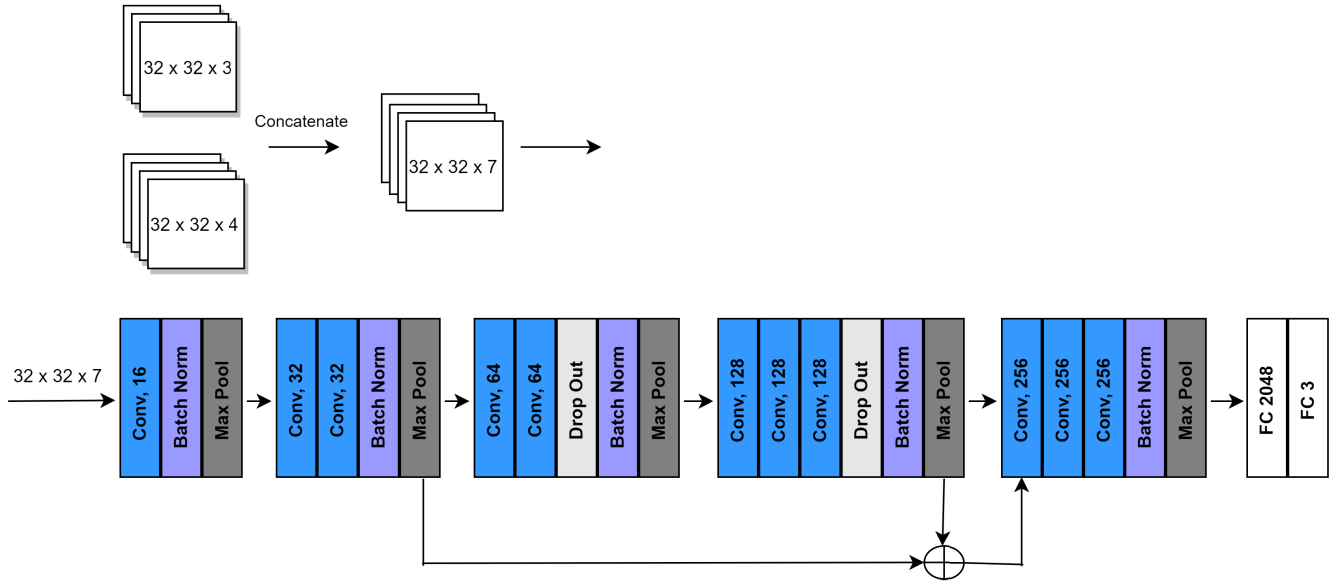 32 x 32 x 3
Concatenate
32 x 32 x 7
32 x 32 x 4
32 x 32 x 7
Conv, 16
Batch Norm
Max Pool
Conv, 32
Conv, 32
Batch Norm
Max Pool
Conv, 64
Conv, 64
Drop Out
Batch Norm
Max Pool
Conv, 128
Conv, 128
Conv, 128
Drop Out
Batch Norm
Max Pool
Conv, 256
Conv, 256
Conv, 256
Batch Norm
Max Pool
FC 2048
FC 3